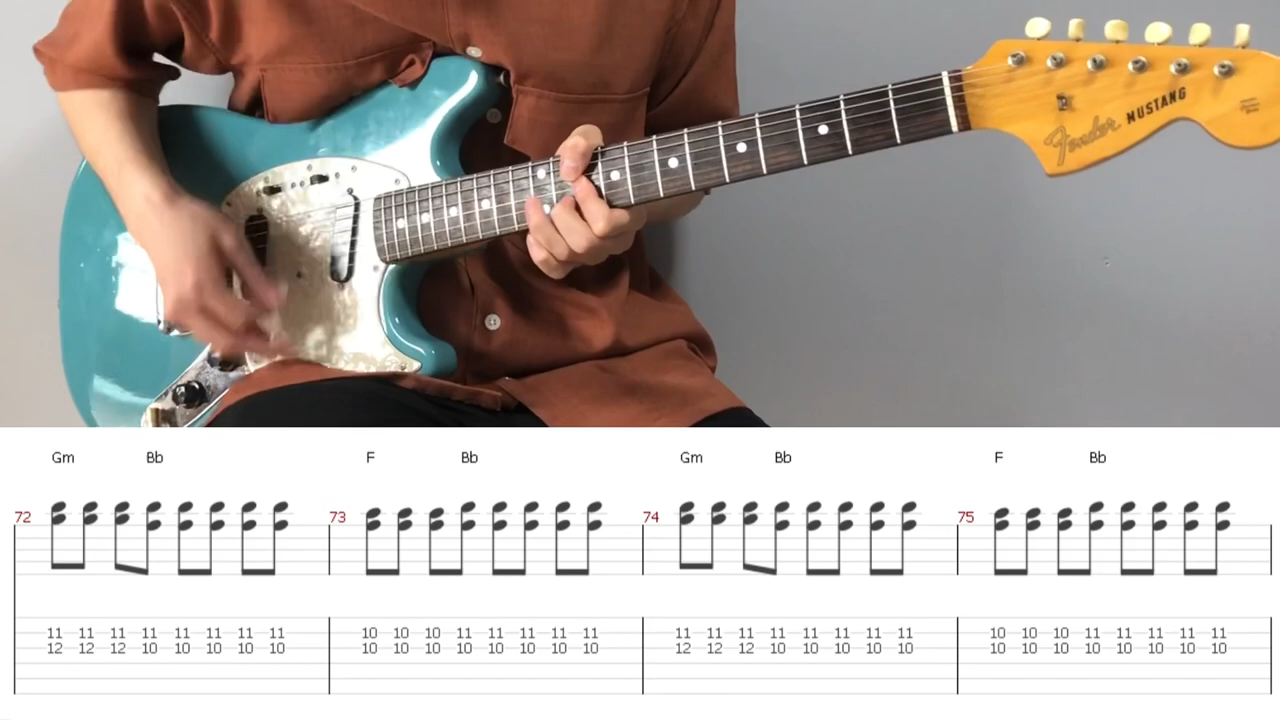 Fender MUSTANG
Gm Bb F Bb Gm Bb F Bb
72 73 74 75
11 11 11 11 11 11 11 11 10 10 10 11 11 11 11 11 11 11 11 11 11 11 11 11 10 10 10 11 11 11 11 11
12 12 12 10 10 10 10 10 10 10 10 10 10 10 10 10 12 12 12 10 10 10 10 10 10 10 10 10 10 10 10 10